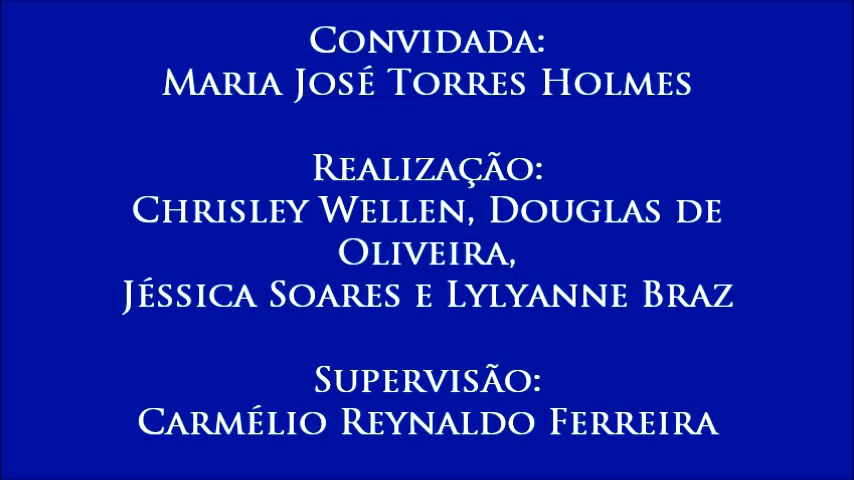 Convidada:
Maria José Torres Holmes
Realização:
Chrisley Wellen, Douglas de
Oliveira,
Jéssica Soares e Lylyanne Braz
Supervisão:
Carmélio Reynaldo Ferreira